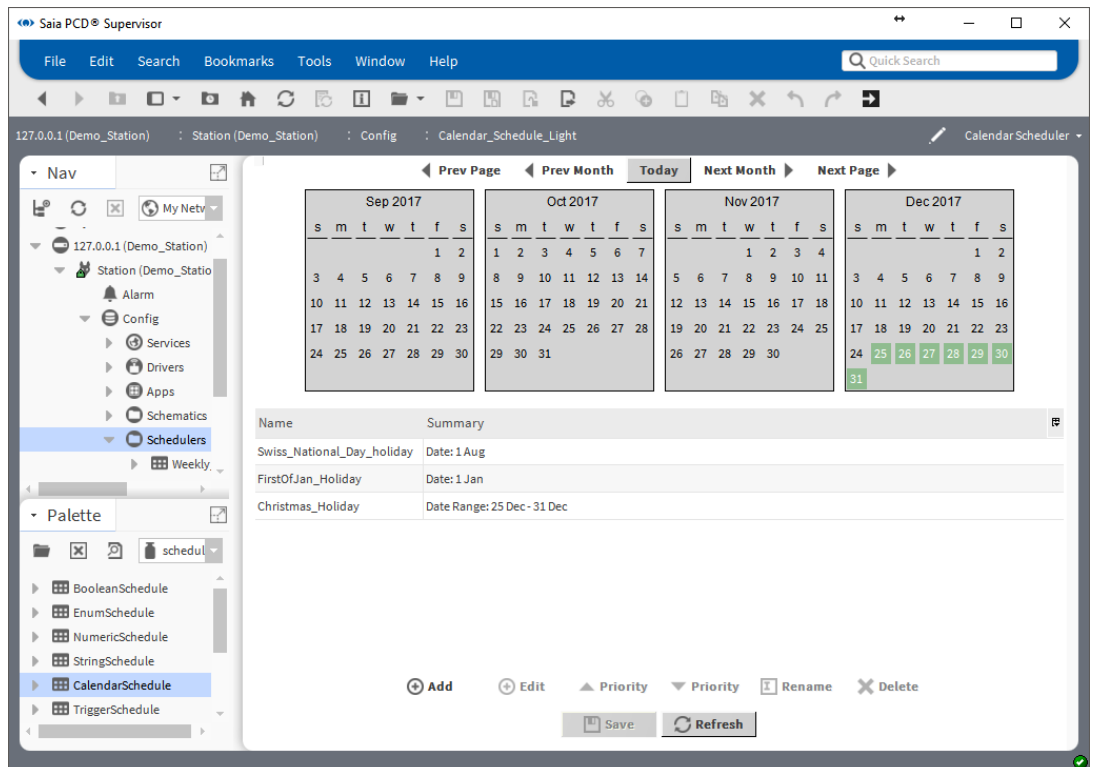 Saia PCD® Supervisor
File Edit Search Bookmarks Tools Window Help Quick Search
127.0.0.1 (Demo_Station) : Station (Demo_Station) : Config : Calendar_Schedule_Light Calendar Scheduler
Nav
My Netv
127.0.0.1 (Demo_Station)
Station (Demo_Statio
Alarm
Config
Services
Drivers
Apps
Schematics
Schedulers
Weekly_
Palette
schedul
BooleanSchedule
EnumSchedule
NumericSchedule
StringSchedule
CalendarSchedule
TriggerSchedule
Prev Page Prev Month Today Next Month Next Page
Sep 2017
s m t w t f s
1 2
3 4 5 6 7 8 9
10 11 12 13 14 15 16
17 18 19 20 21 22 23
24 25 26 27 28 29 30
Oct 2017
s m t w t f s
1 2 3 4 5 6 7
8 9 10 11 12 13 14
15 16 17 18 19 20 21
22 23 24 25 26 27 28
29 30 31
Nov 2017
s m t w t f s
1 2 3 4
5 6 7 8 9 10 11
12 13 14 15 16 17 18
19 20 21 22 23 24 25
26 27 28 29 30
Dec 2017
s m t w t f s
1 2
3 4 5 6 7 8 9
10 11 12 13 14 15 16
17 18 19 20 21 22 23
24 25 26 27 28 29 30
31
Name Summary
Swiss_National_Day_holiday Date: 1 Aug
FirstOfJan_Holiday Date: 1 Jan
Christmas_Holiday Date Range: 25 Dec - 31 Dec
Add Edit Priority Priority Rename Delete
Save Refresh